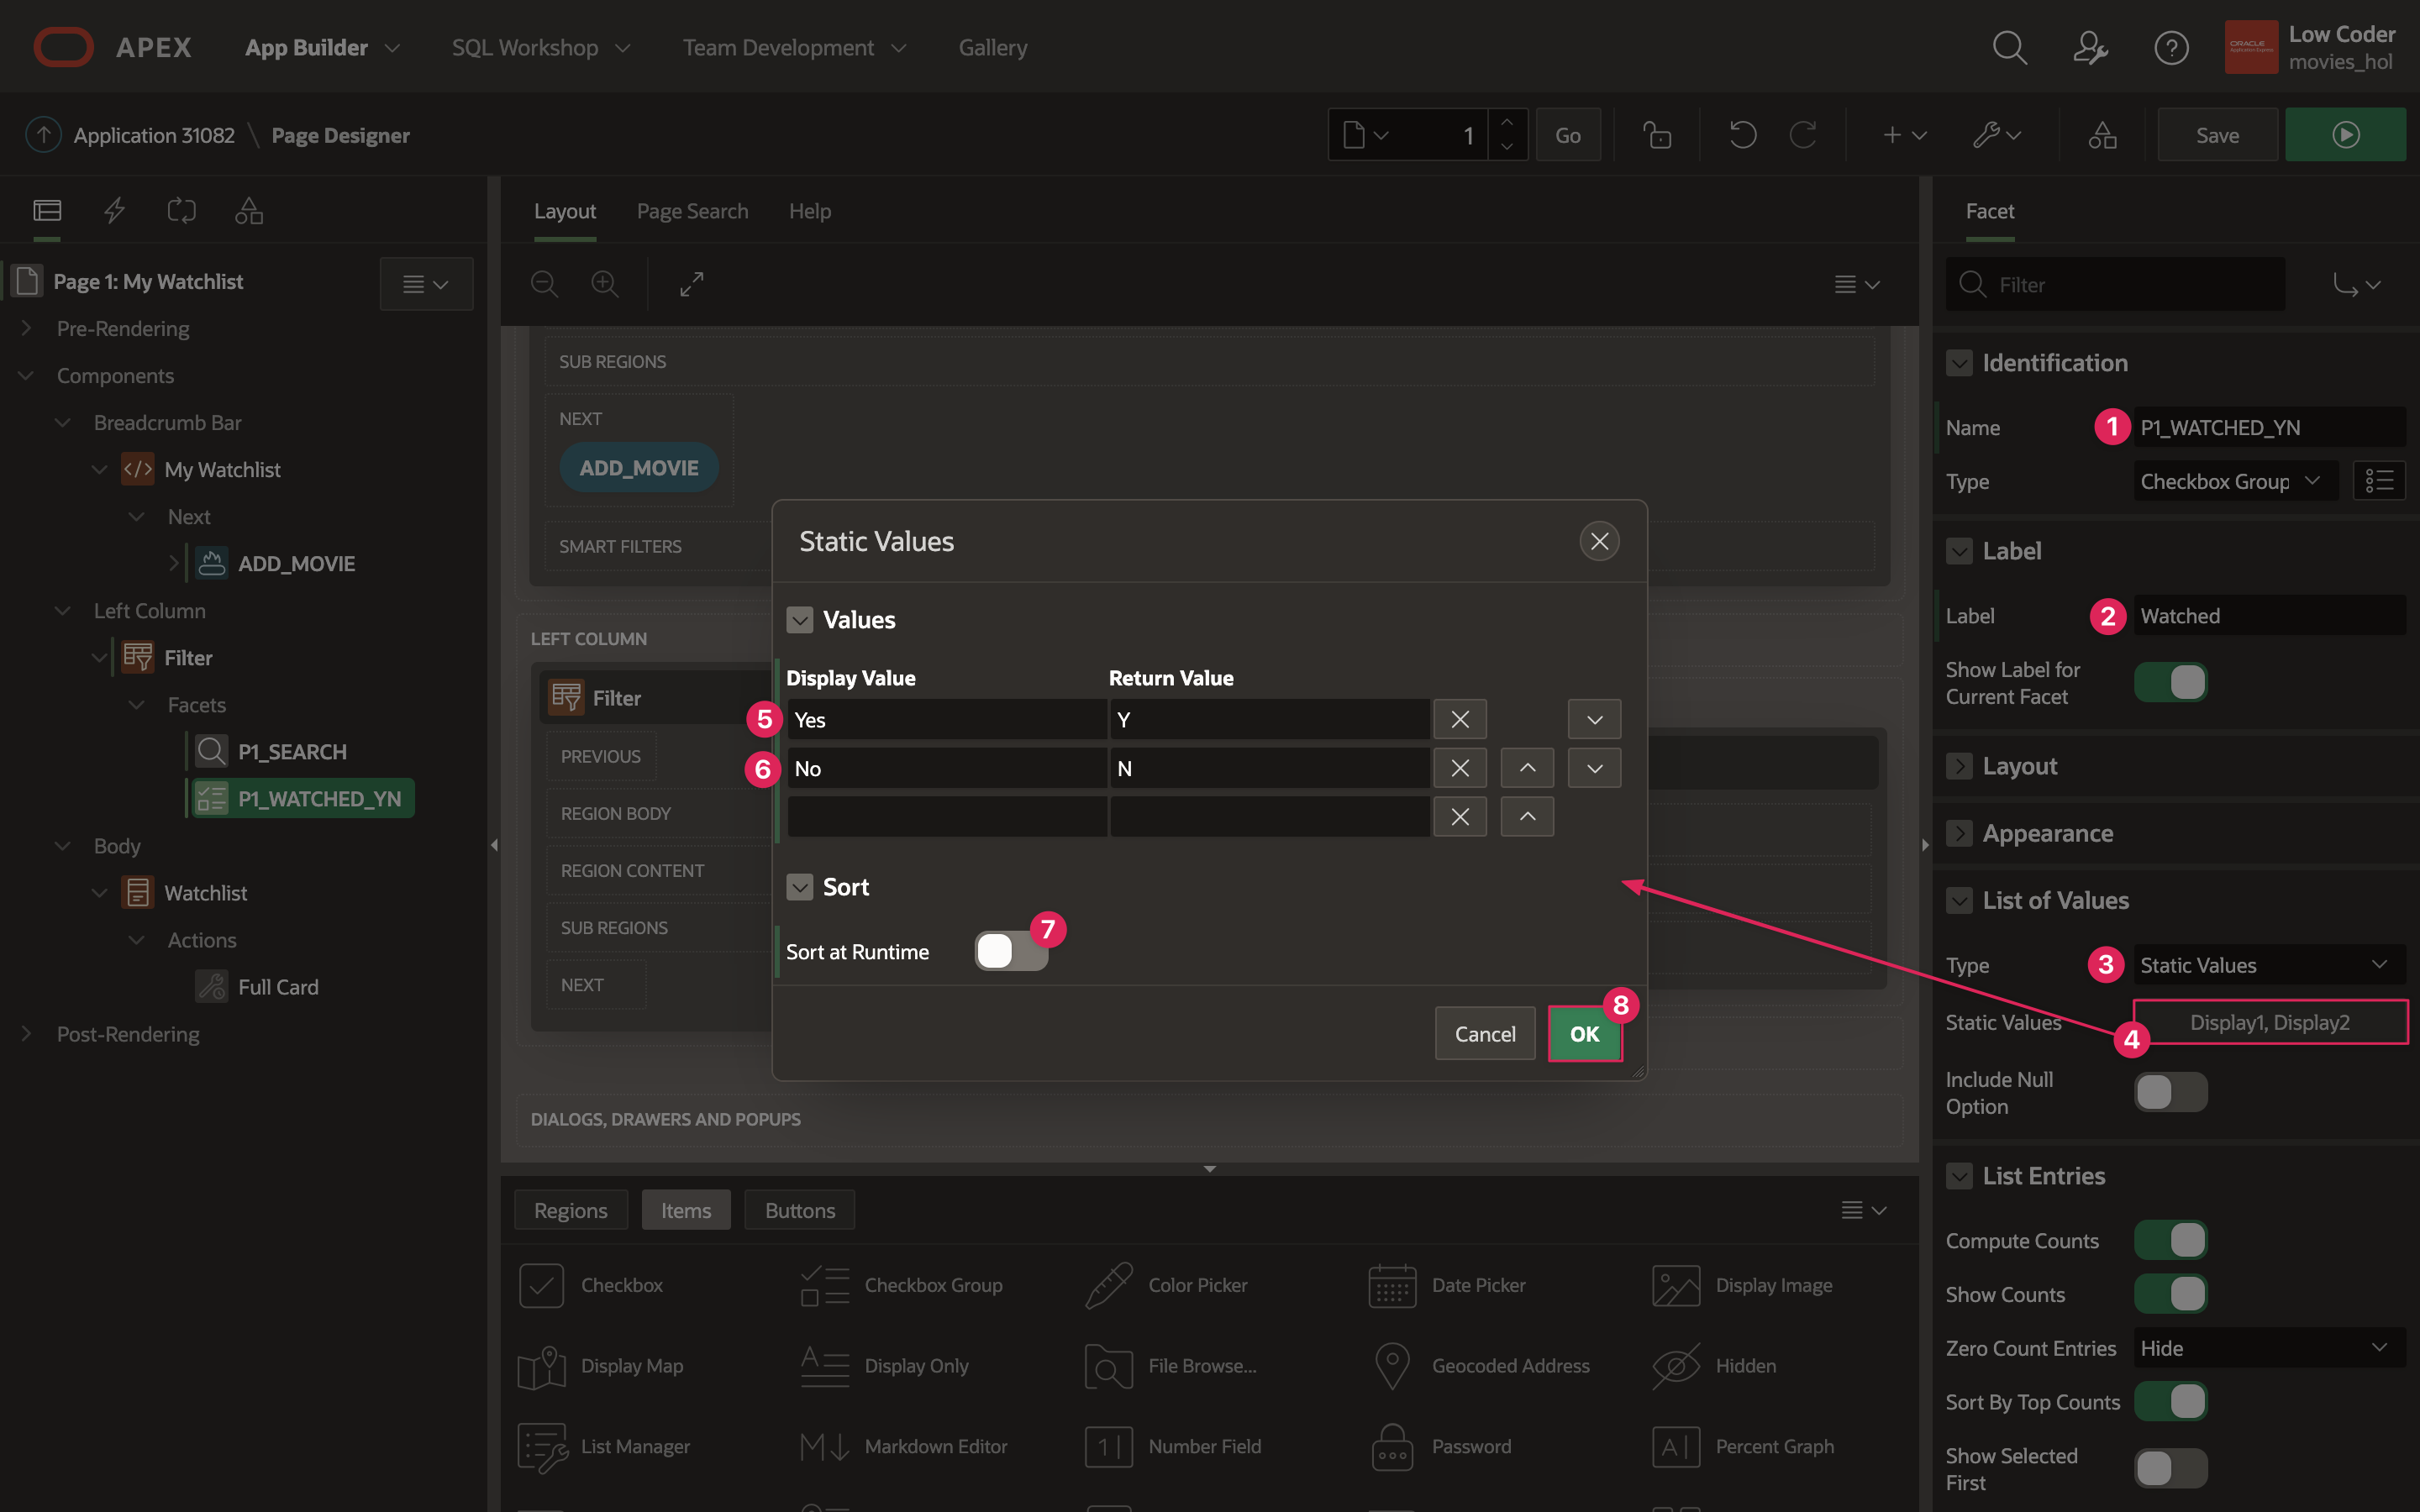 APEX
App Builder
SQL Workshop
Team Development
Gallery
ORACLE
Low Coder
movies_hol
Application 31082 \ Page Designer
1
Go
Save
Page 1: My Watchlist
Pre-Rendering
Components
Breadcrumb Bar
My Watchlist
Next
ADD_MOVIE
Left Column
Filter
Facets
P1_SEARCH
P1_WATCHED_YN
Body
Watchlist
Actions
Full Card
Post-Rendering
Layout
Page Search
Help
SUB REGIONS
NEXT
ADD_MOVIE
SMART FILTERS
LEFT COLUMN
Filter
PREVIOUS
REGION BODY
REGION CONTENT
SUB REGIONS
NEXT
DIALOGS, DRAWERS AND POPUPS
Static Values
Values
Display Value Return Value
5 Yes Y
6 No N
Sort
Sort at Runtime 7
Cancel
OK 8
Regions
Items
Buttons
Checkbox
Checkbox Group
Color Picker
Date Picker
Display Image
Display Map
Display Only
File Browse...
Geocoded Address
Hidden
List Manager
Markdown Editor
Number Field
Password
Percent Graph
Facet
Filter
Identification
Name 1 P1_WATCHED_YN
Type Checkbox Group
Label
Label 2 Watched
Show Label for
Current Facet
Layout
Appearance
List of Values
Type 3 Static Values
Static Values 4 Display1, Display2
Include Null
Option
List Entries
Compute Counts
Show Counts
Zero Count Entries Hide
Sort By Top Counts
Show Selected
First